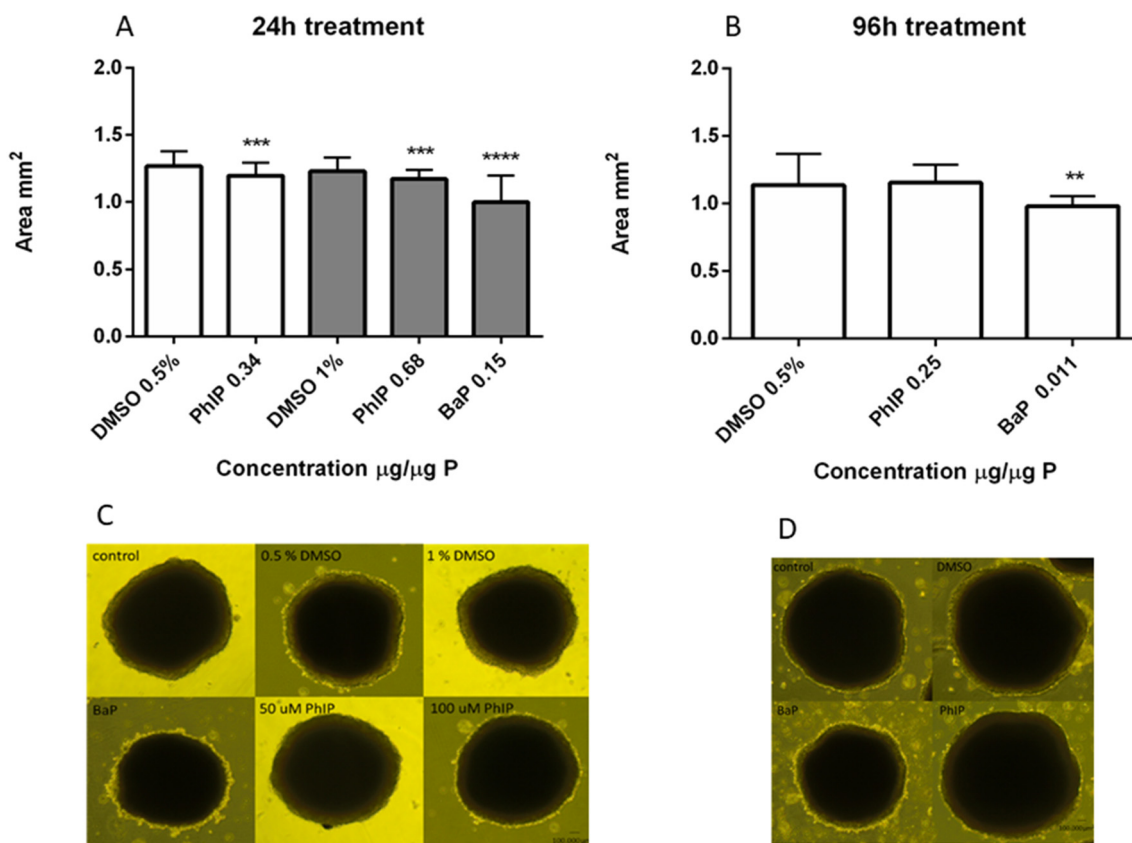 A
24h treatment
2.0
1.5
1.0
0.5
0.0
Area mm²
***
***
****
DMSO 0.5%
PhIP 0.34
DMSO 1%
PhIP 0.68
BaP 0.15
Concentration µg/µg P
B
96h treatment
2.0
1.5
1.0
0.5
0.0
Area mm²
**
DMSO 0.5%
PhIP 0.25
BaP 0.011
Concentration µg/µg P
C
control
0.5 % DMSO
1 % DMSO
BaP
50 uM PhIP
100 uM PhIP
D
control
DMSO
BaP
PhIP